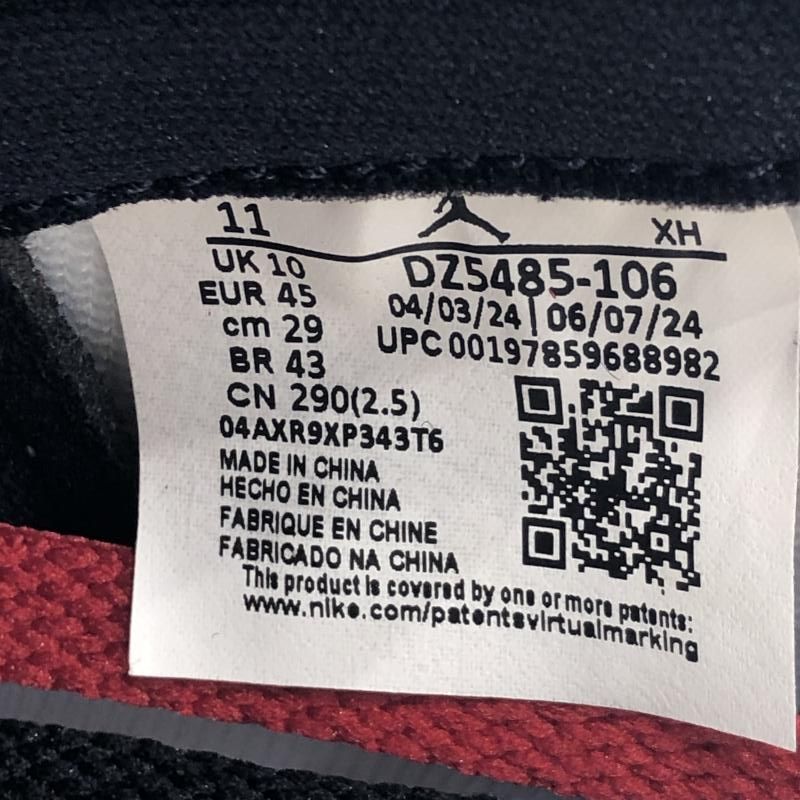 11 XH
UK 10 DZ5485-106
EUR 45 04/03/24 | 06/07/24
cm 29 UPC 00197859688982
BR 43
CN 290(2.5)
04AXR9XP343T6
MADE IN CHINA
HECHO EN CHINA
FABRIQUE EN CHINE
FABRICADO NA CHINA
This product is covered by one or more patents:
www.nike.com/patentsvirtualmarking